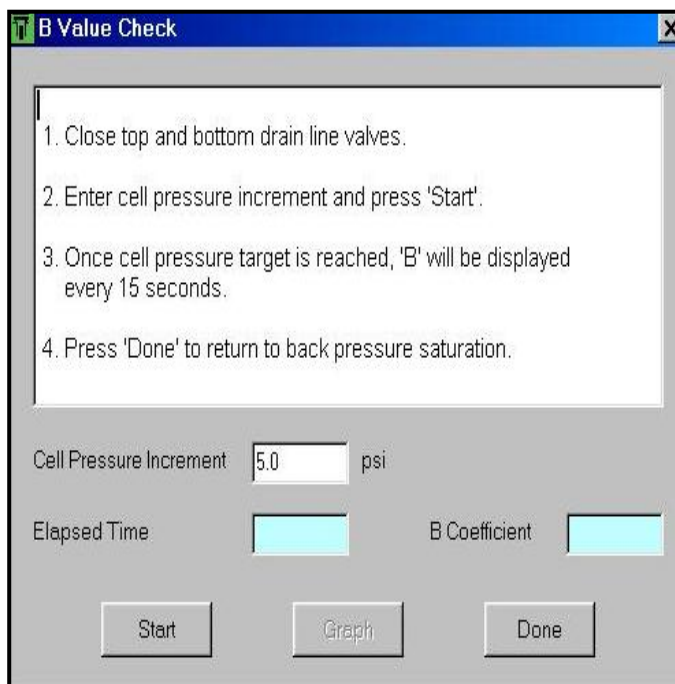 B Value Check
1. Close top and bottom drain line valves.
2. Enter cell pressure increment and press 'Start'.
3. Once cell pressure target is reached, 'B' will be displayed
every 15 seconds.
4. Press 'Done' to return to back pressure saturation.
Cell Pressure Increment 5.0 psi
Elapsed Time B Coefficient
Start Graph Done